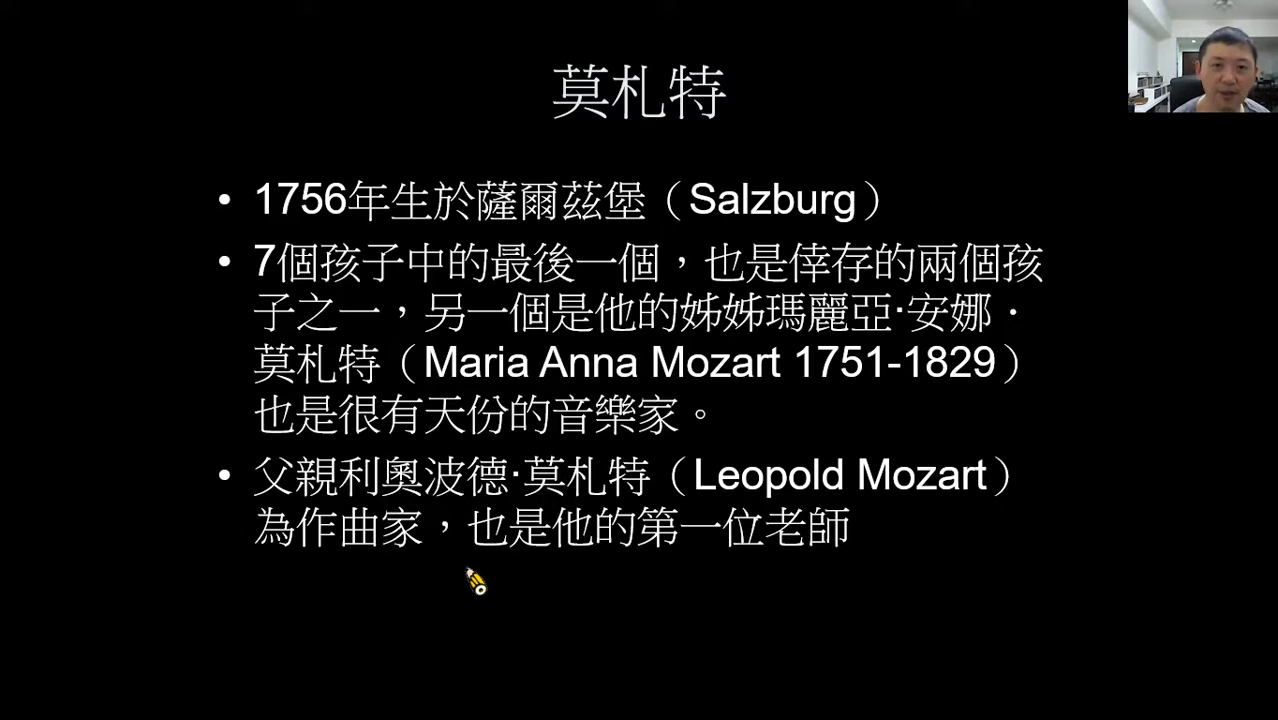 莫札特
• 1756年生於薩爾茲堡（Salzburg）
• 7個孩子中的最後一個，也是倖存的兩個孩
子之一，另一個是他的姊姊瑪麗亞·安娜．
莫札特（Maria Anna Mozart 1751-1829）
也是很有天份的音樂家。
• 父親利奧波德·莫札特（Leopold Mozart）
為作曲家，也是他的第一位老師